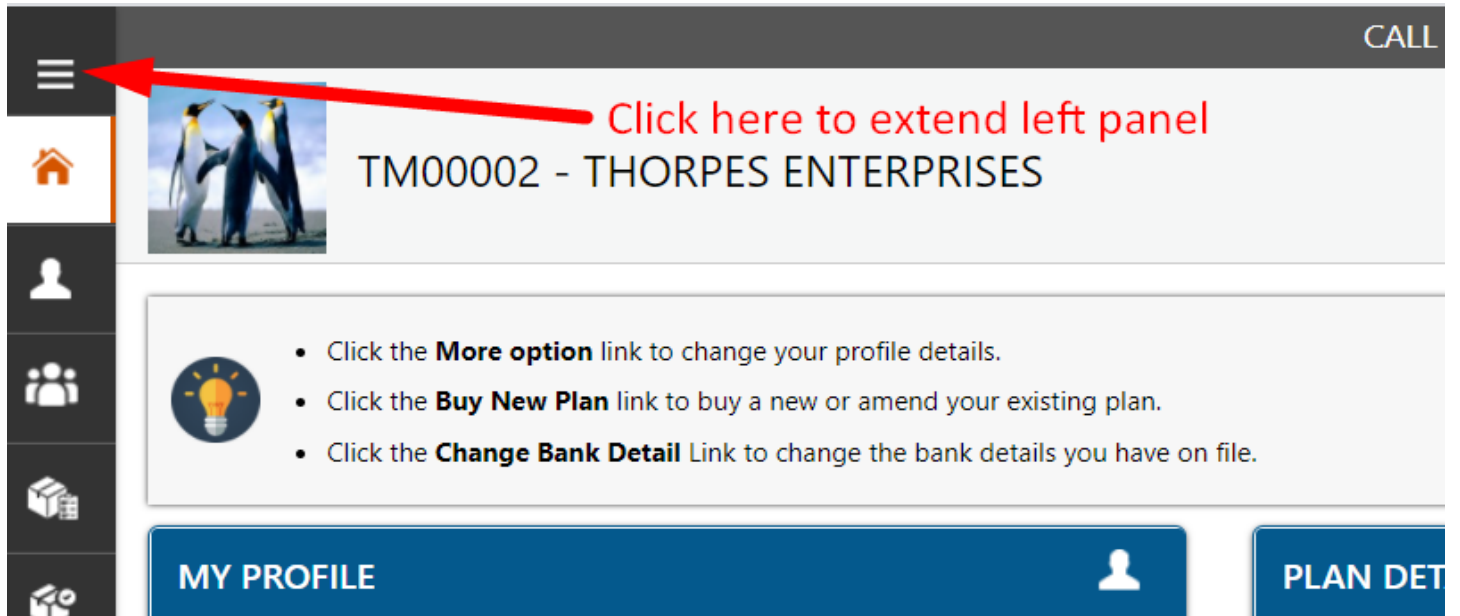 CALL
Click here to extend left panel
TM00002 - THORPES ENTERPRISES
• Click the More option link to change your profile details.
• Click the Buy New Plan link to buy a new or amend your existing plan.
• Click the Change Bank Detail Link to change the bank details you have on file.
MY PROFILE
PLAN DET